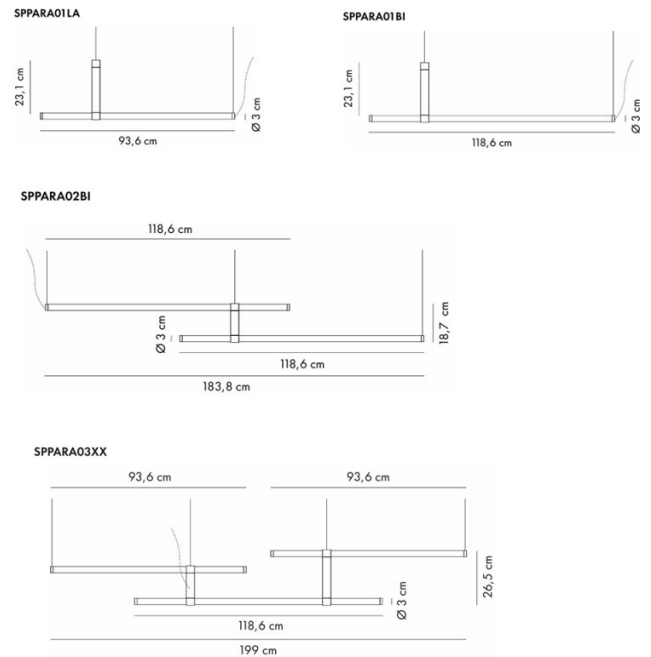 SPPARA01LA
23,1 cm
Ø 3 cm
93,6 cm
SPPARA01BI
23,1 cm
Ø 3 cm
118,6 cm
SPPARA02BI
118,6 cm
Ø 3 cm
18,7 cm
118,6 cm
183,8 cm
SPPARA03XX
93,6 cm
93,6 cm
26,5 cm
Ø 3 cm
118,6 cm
199 cm